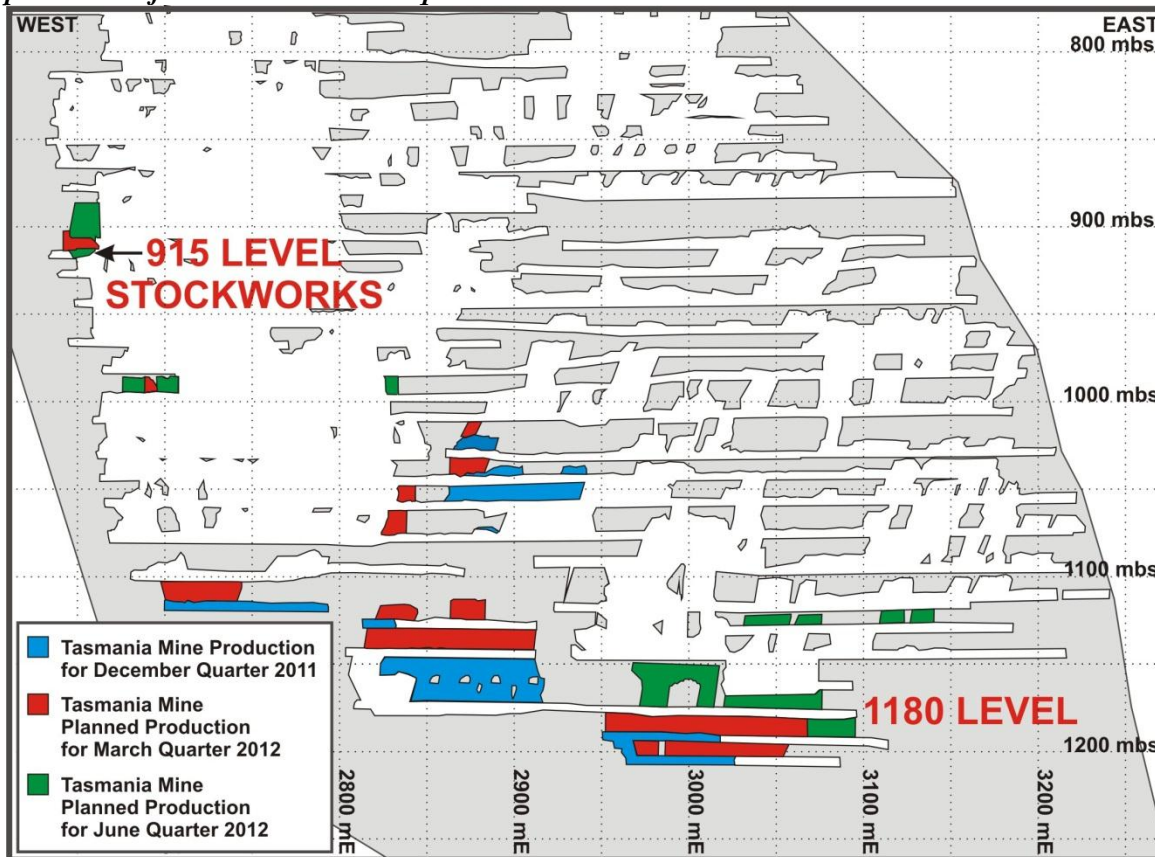 WEST
EAST
800 mbs
900 mbs
915 LEVEL
STOCKWORKS
1000 mbs
1100 mbs
1180 LEVEL
1200 mbs
2800 mE
2900 mE
3000 mE
3100 mE
3200 mE
Tasmania Mine Production
for December Quarter 2011
Tasmania Mine
Planned Production
for March Quarter 2012
Tasmania Mine
Planned Production
for June Quarter 2012